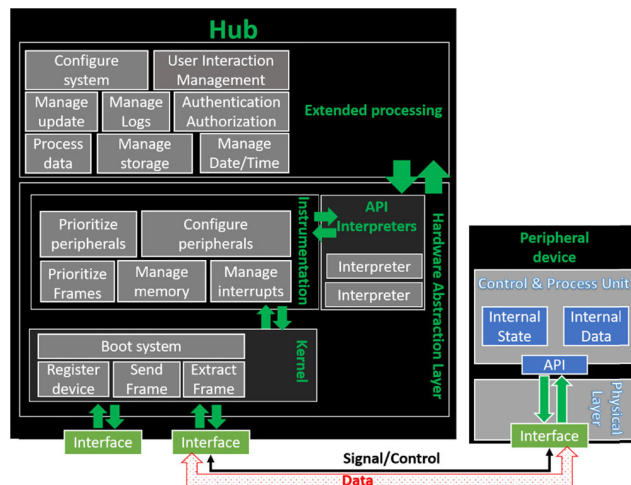 Hub
Configure
system
User Interaction
Management
Manage
update
Manage
Logs
Authentication
Authorization
Extended processing
Process
data
Manage
storage
Manage
Date/Time
Prioritize
peripherals
Configure
peripherals
Prioritize
Frames
Manage
memory
Manage
interrupts
Instrumentation
API
Interpreters
Interpreter
Interpreter
Hardware Abstraction Layer
Boot system
Register
device
Send
Frame
Extract
Frame
Kernel
Interface
Interface
Peripheral
device
Control & Process Unit
Internal
State
Internal
Data
API
Physical
Layer
Interface
Signal/Control
Data